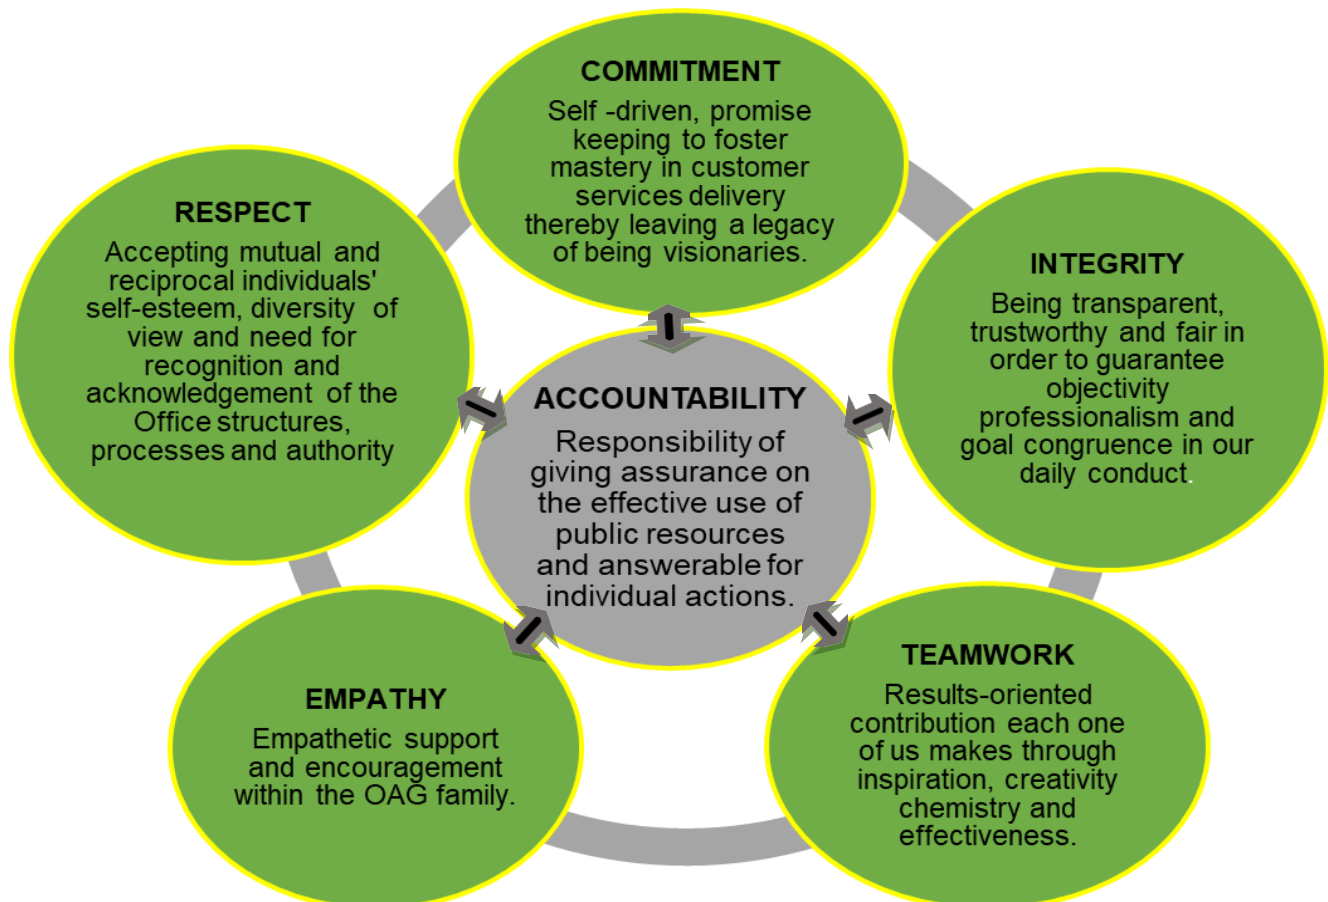 COMMITMENT
Self -driven, promise
keeping to foster
mastery in customer
services delivery
thereby leaving a legacy
of being visionaries.
RESPECT
Accepting mutual and
reciprocal individuals'
self-esteem, diversity of
view and need for
recognition and
acknowledgement of the
Office structures,
processes and authority
INTEGRITY
Being transparent,
trustworthy and fair in
order to guarantee
objectivity
professionalism and
goal congruence in our
daily conduct.
ACCOUNTABILITY
Responsibility of
giving assurance on
the effective use of
public resources
and answerable for
individual actions.
EMPATHY
Empathetic support
and encouragement
within the OAG family.
TEAMWORK
Results-oriented
contribution each one
of us makes through
inspiration, creativity
chemistry and
effectiveness.